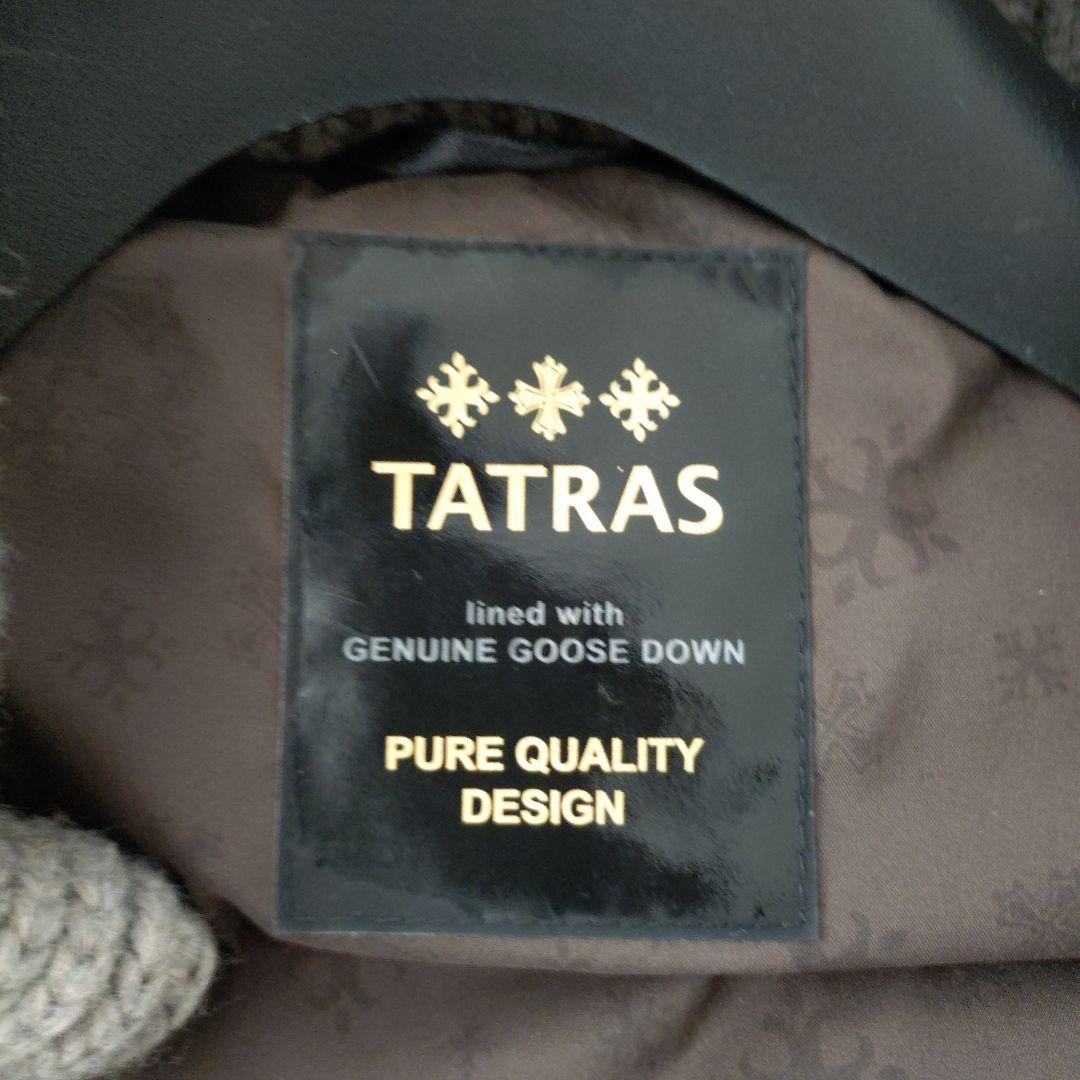 TATRAS
lined with
GENUINE GOOSE DOWN
PURE QUALITY
DESIGN